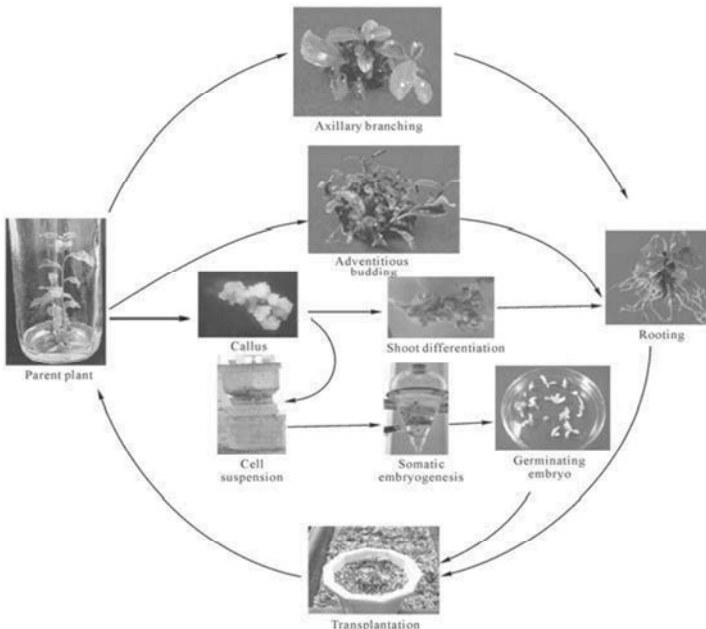 Axillary branching
Adventitious
budding
Parent plant
Callus
Shoot differentiation
Rooting
Cell
suspension
Somatic
embryogenesis
Germinating
embryo
Transplantation